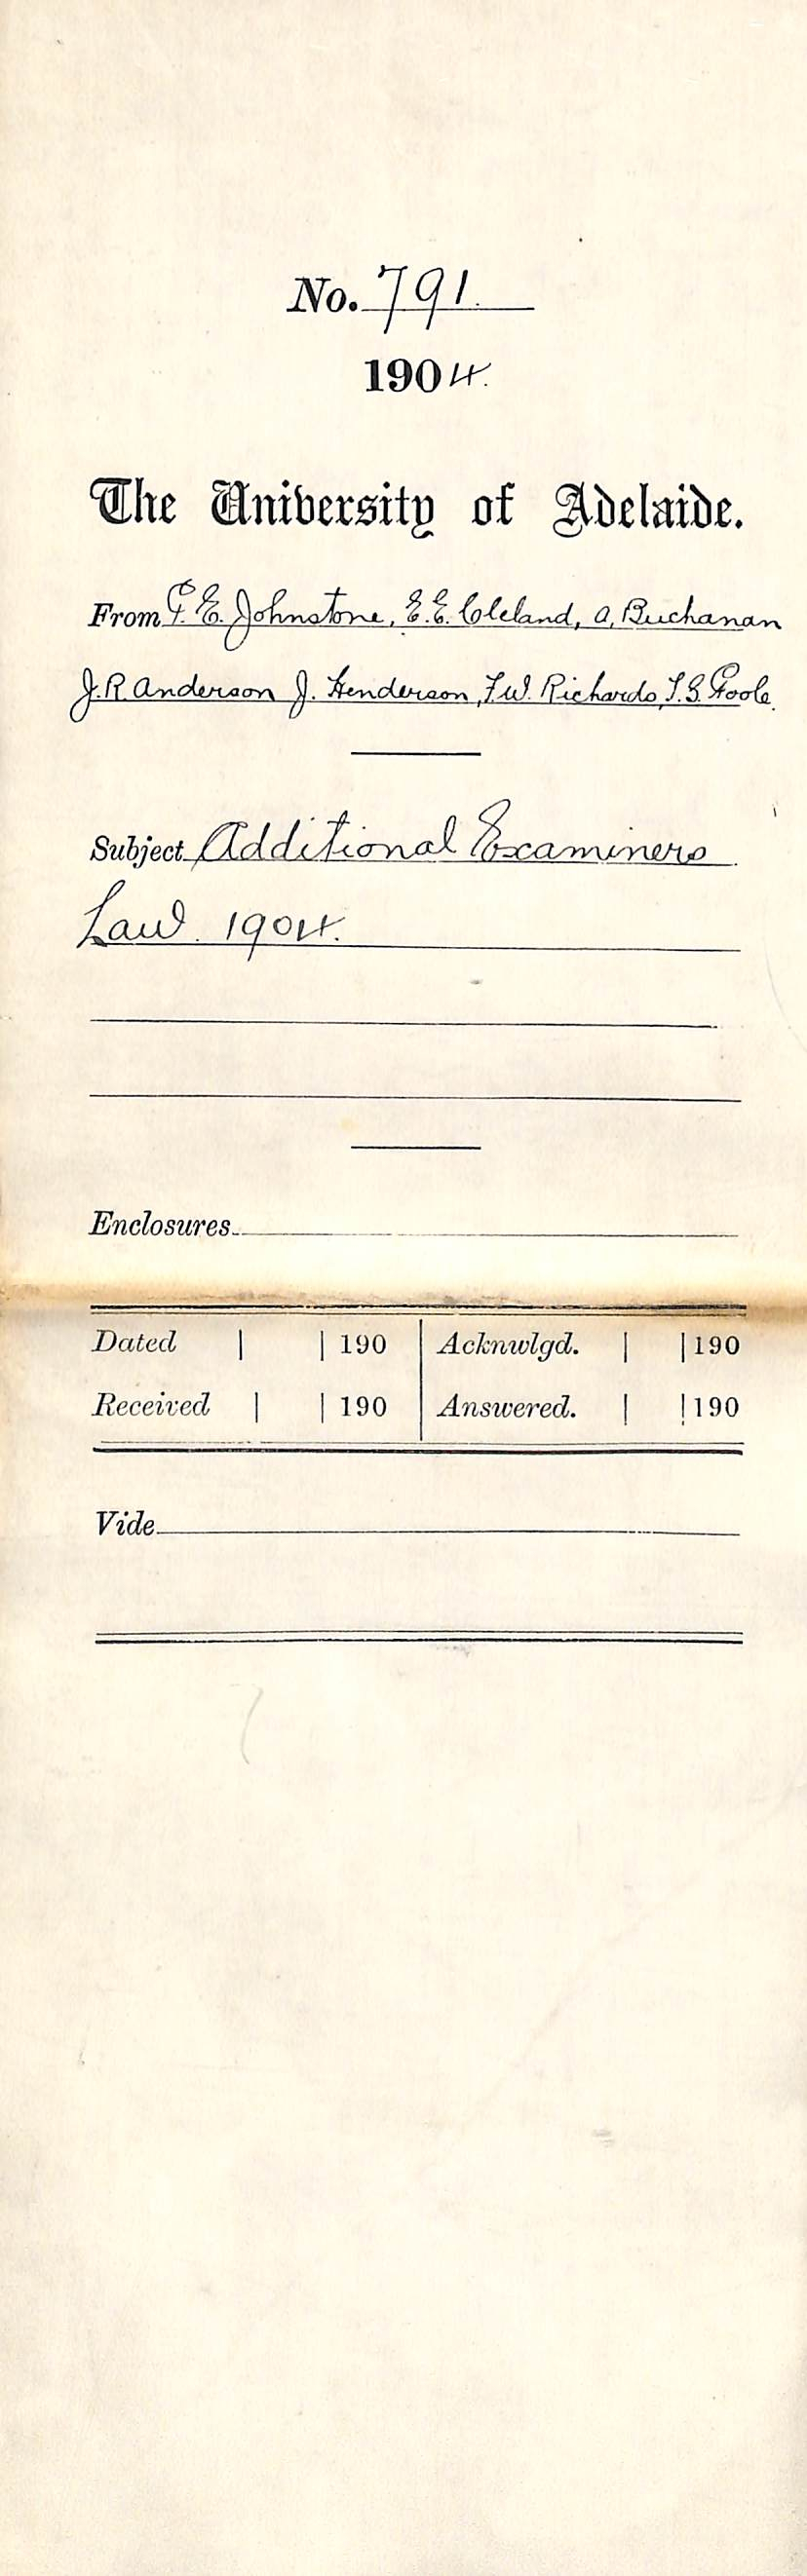 No. 791.
1904.
The University of Adelaide.
From P. E. Johnstone, E.E. Cleland, A. Buchanan
J.R. Anderson J. Henderson, F.W. Richards, T.S. Poole.
Subject Additional Examiners
Law. 1904.
Enclosures
Dated | | 190 | Acknwlgd. | | 190
Received | | 190 | Answered. | | 190
Vide